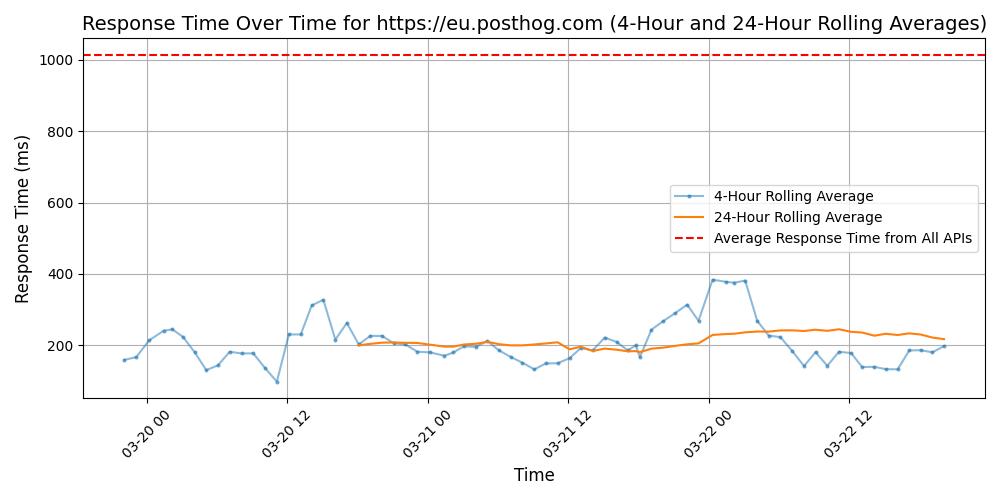 Response Time Over Time for https://eu.posthog.com (4-Hour and 24-Hour Rolling Averages)
Response Time (ms)
1000
800
600
400
200
4-Hour Rolling Average
24-Hour Rolling Average
Average Response Time from All APIs
03-20 00
03-20 12
03-21 00
03-21 12
03-22 00
03-22 12
Time